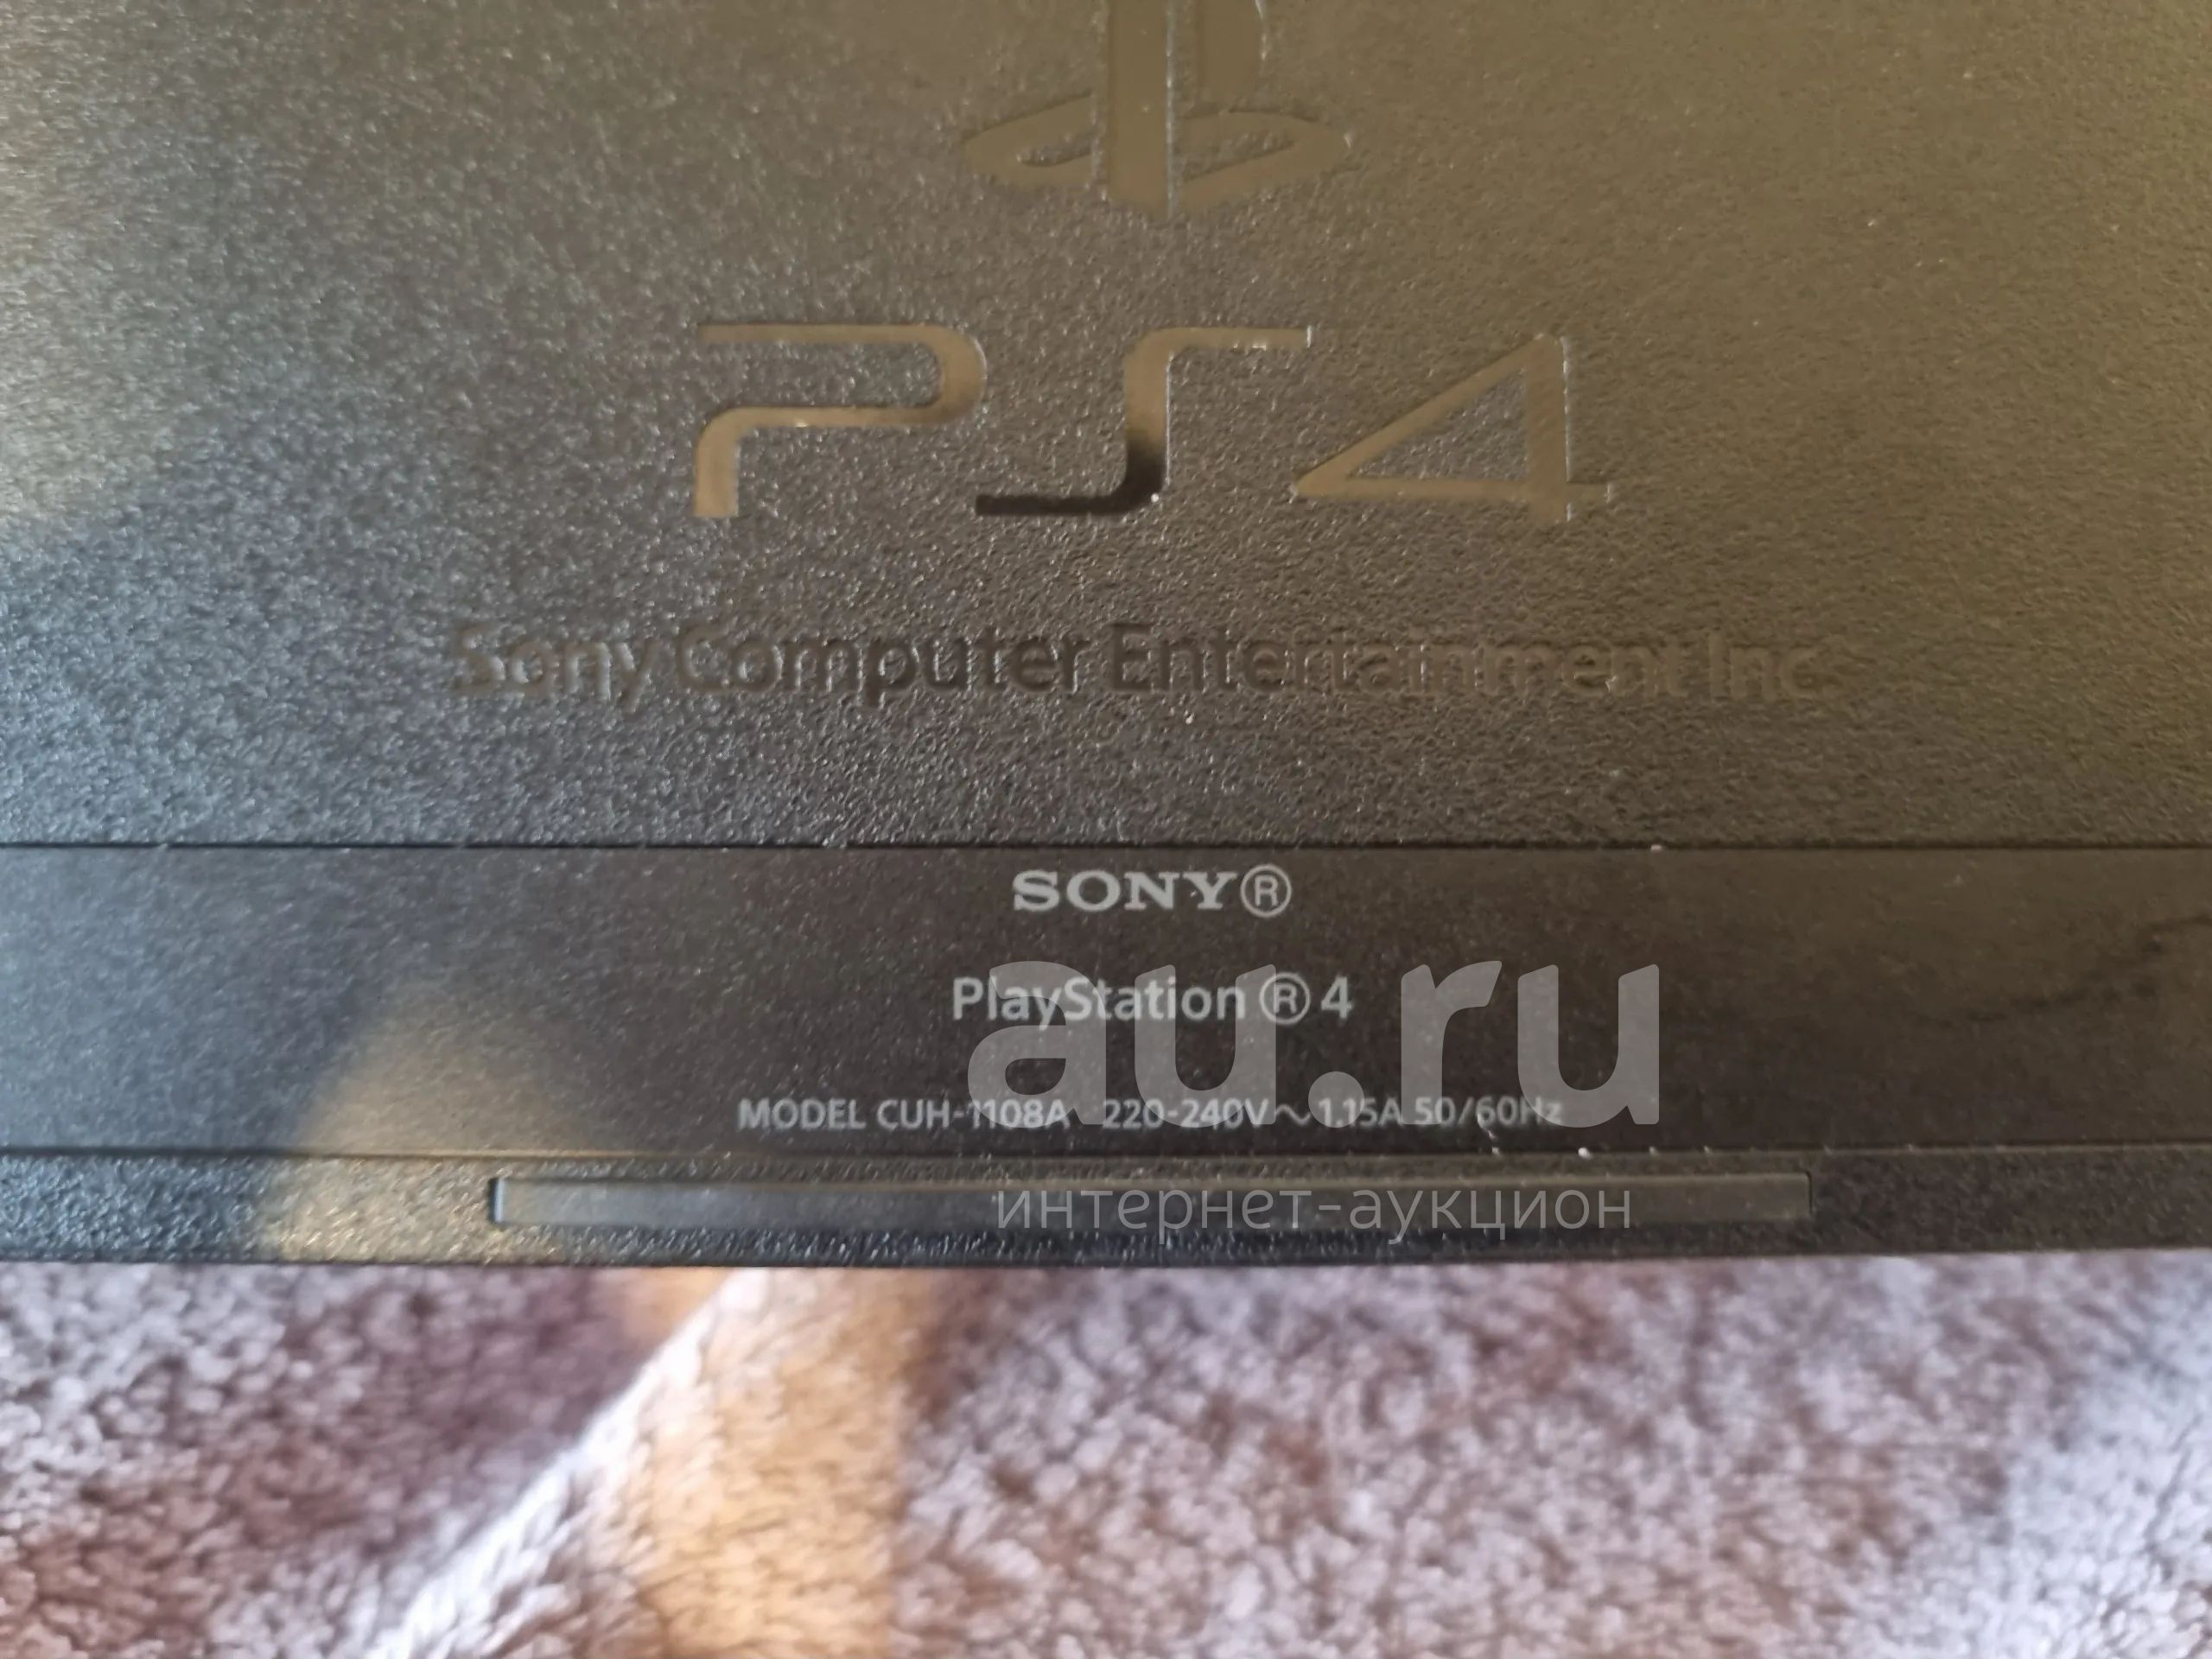 PS4
Sony Computer Entertainment Inc.
SONY®
PlayStation®4
au.ru
MODEL CUH-1108A 220-240V～1.15A 50/60Hz
интернет-аукцион